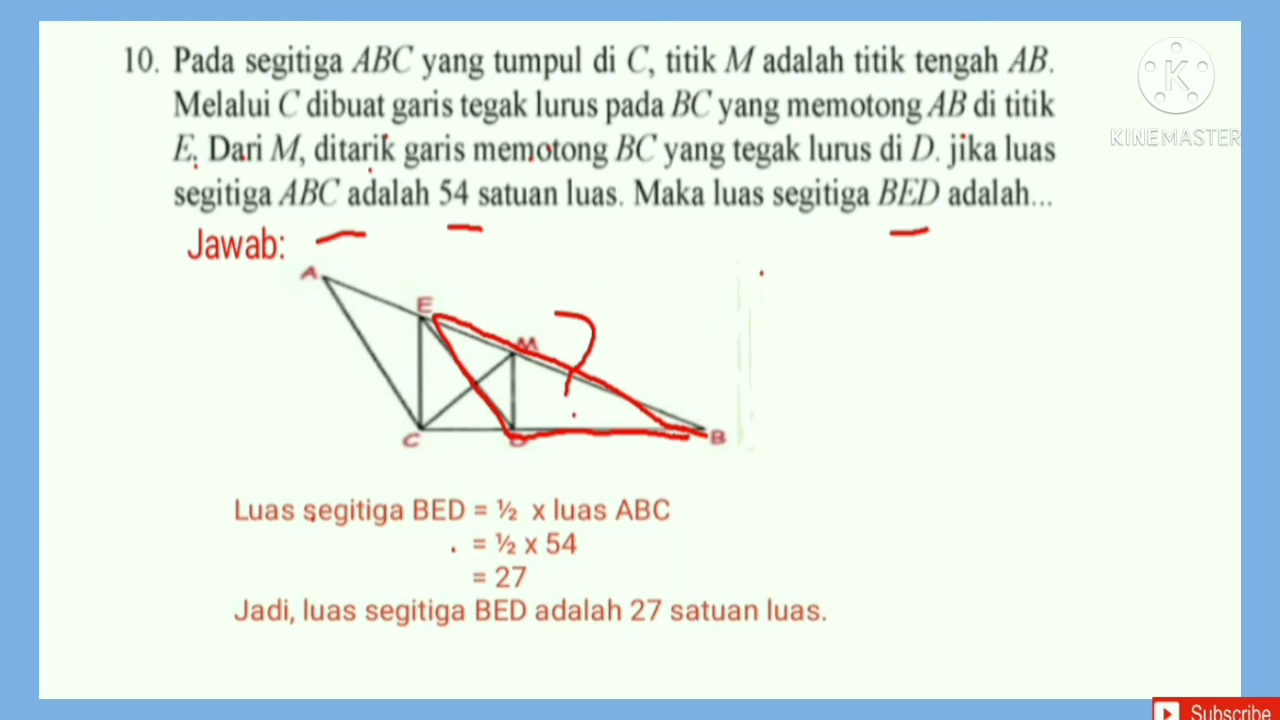 10. Pada segitiga ABC yang tumpul di C, titik M adalah titik tengah AB.
Melalui C dibuat garis tegak lurus pada BC yang memotong AB di titik
E. Dari M, ditarik garis memotong BC yang tegak lurus di D. jika luas
segitiga ABC adalah 54 satuan luas. Maka luas segitiga BED adalah...
K
KINEMASTER
Jawab:
A
E
M
?
C
D
B
Luas segitiga BED = ½ x luas ABC
= ½ x 54
= 27
Jadi, luas segitiga BED adalah 27 satuan luas.
Subscribe